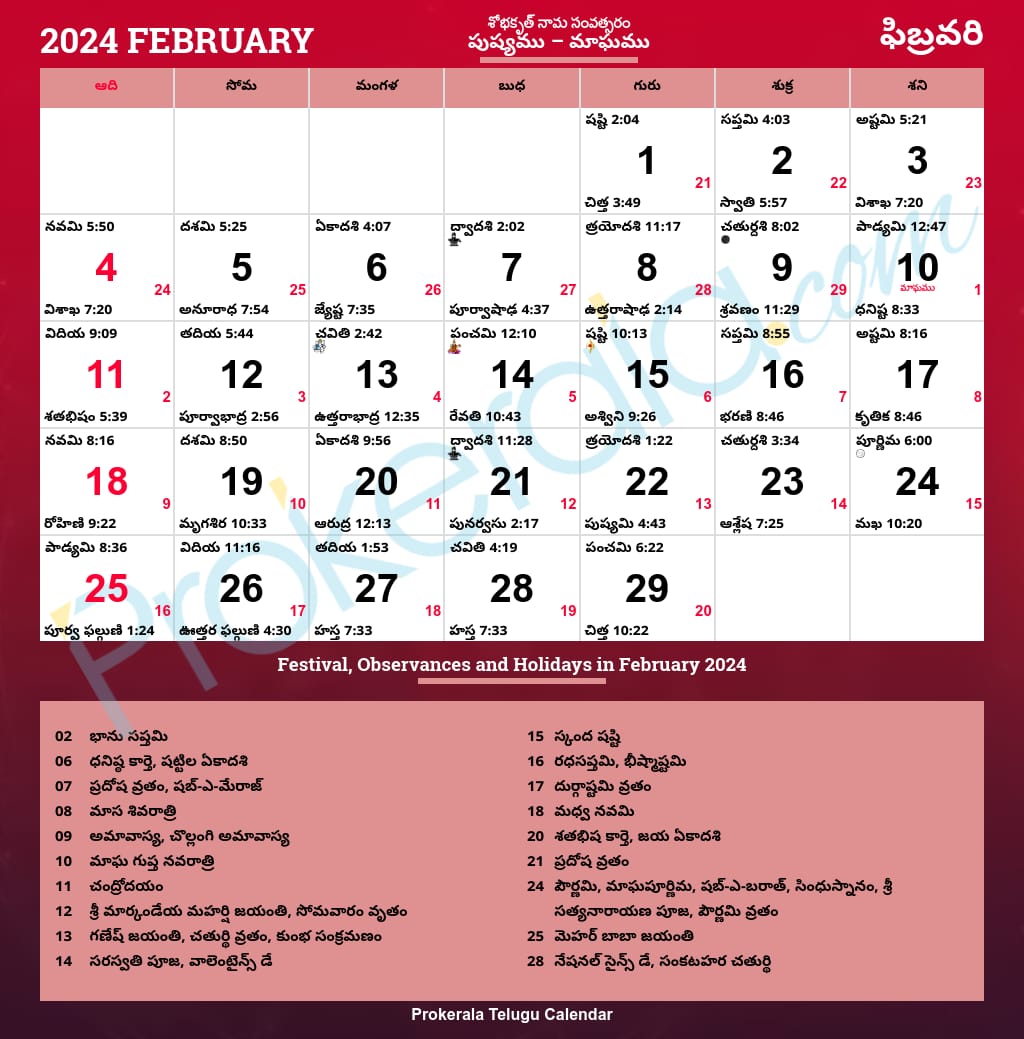 శోభకృత్ నామ సంవత్సరం
2024 FEBRUARY పుష్యము – మాఘము ఫిబ్రవరి
ఆది సోమ మంగళ బుధ గురు శుక్ర శని
షష్టి 2:04 సప్తమి 4:03 అష్టమి 5:21
1 2 3
21 22 23
చిత్త 3:49 స్వాతి 5:57 విశాఖ 7:20
నవమి 5:50 దశమి 5:25 ఏకాదశి 4:07 ద్వాదశి 2:02 త్రయోదశి 11:17 చతుర్దశి 8:02 పాడ్యమి 12:47
4 5 6 7 8 9 10
మాఘము
24 25 26 27 28 29 1
విశాఖ 7:20 అనూరాధ 7:54 జ్యేష్ట 7:35 పూర్వాషాఢ 4:37 ఉత్తరాషాఢ 2:14 శ్రవణం 11:29 ధనిష్ట 8:33
విదియ 9:09 తదియ 5:44 చవితి 2:42 పంచమి 12:10 షష్టి 10:13 సప్తమి 8:55 అష్టమి 8:16
11 12 13 14 15 16 17
2 3 4 5 6 7 8
శతభిషం 5:39 పూర్వాభాద్ర 2:56 ఉత్తరాభాద్ర 12:35 రేవతి 10:43 అశ్విని 9:26 భరణి 8:46 కృతిక 8:46
నవమి 8:16 దశమి 8:50 ఏకాదశి 9:56 ద్వాదశి 11:28 త్రయోదశి 1:22 చతుర్దశి 3:34 పూర్ణిమ 6:00
18 19 20 21 22 23 24
9 10 11 12 13 14 15
రోహిణి 9:22 మృగశిర 10:33 ఆరుద్ర 12:13 పునర్వసు 2:17 పుష్యమి 4:43 ఆశ్లేష 7:25 మఖ 10:20
పాడ్యమి 8:36 విదియ 11:16 తదియ 1:53 చవితి 4:19 పంచమి 6:22
25 26 27 28 29
16 17 18 19 20
పూర్వ ఫల్గుణి 1:24 ఊత్తర ఫల్గుణి 4:30 హస్త 7:33 హస్త 7:33 చిత్త 10:22
Prokerala.com
Festival, Observances and Holidays in February 2024
02 భాను సప్తమి
06 ధనిష్ఠ కార్తె, షట్టిల ఏకాదశి
07 ప్రదోష వ్రతం, షబ్-ఎ-మేరాజ్
08 మాస శివరాత్రి
09 అమావాస్య, చొల్లంగి అమావాస్య
10 మాఘ గుప్త నవరాత్రి
11 చంద్రోదయం
12 శ్రీ మార్కండేయ మహర్షి జయంతి, సోమవారం వృతం
13 గణేష్ జయంతి, చతుర్థి వ్రతం, కుంభ సంక్రమణం
14 సరస్వతి పూజ, వాలెంటైన్స్ డే
15 స్కంద షష్టి
16 రధసప్తమి, భీష్మాష్టమి
17 దుర్గాష్టమి వ్రతం
18 మధ్వ నవమి
20 శతభిష కార్తె, జయ ఏకాదశి
21 ప్రదోష వ్రతం
24 పౌర్ణమి, మాఘపూర్ణిమ, షబ్-ఎ-బరాత్, సింధుస్నానం, శ్రీ
సత్యనారాయణ పూజ, పౌర్ణమి వ్రతం
25 మెహర్ బాబా జయంతి
28 నేషనల్ సైన్స్ డే, సంకటహర చతుర్థి
Prokerala Telugu Calendar